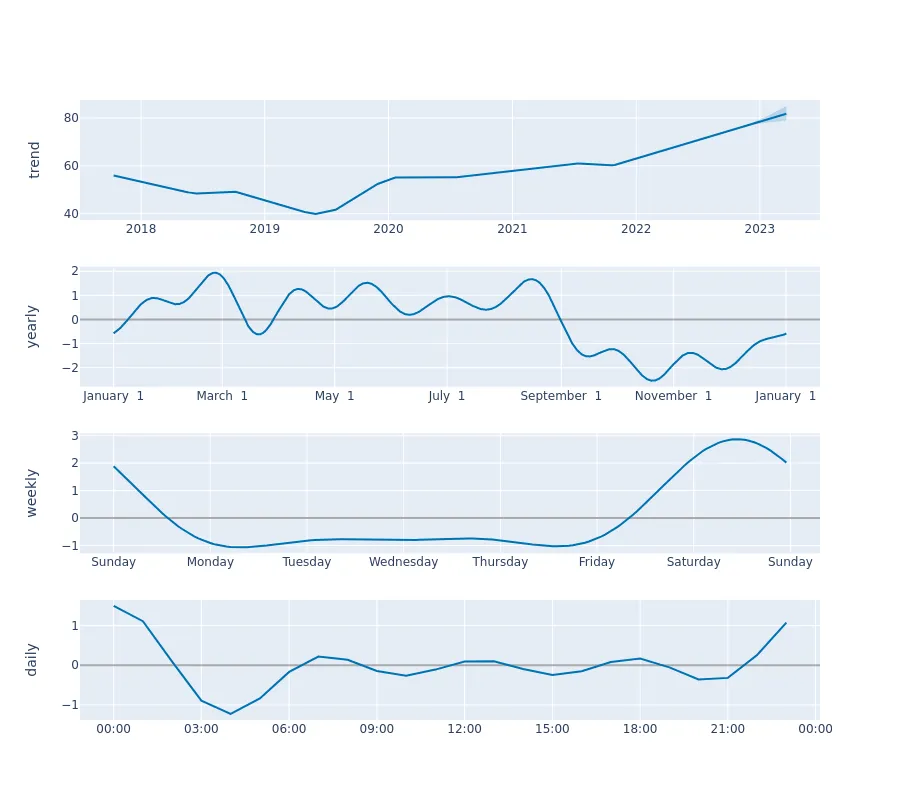 trend
80
60
40
2018 2019 2020 2021 2022 2023
yearly
2
1
0
−1
−2
January 1 March 1 May 1 July 1 September 1 November 1 January 1
weekly
3
2
1
0
−1
Sunday Monday Tuesday Wednesday Thursday Friday Saturday Sunday
daily
1
0
−1
00:00 03:00 06:00 09:00 12:00 15:00 18:00 21:00 00:00